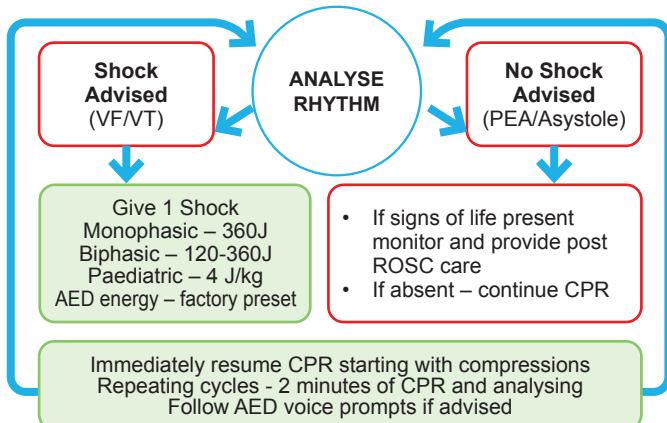 Shock
Advised
(VF/VT)
ANALYSE
RHYTHM
No Shock
Advised
(PEA/Asystole)
Give 1 Shock
Monophasic – 360J
Biphasic – 120-360J
Paediatric – 4 J/kg
AED energy – factory preset
• If signs of life present
monitor and provide post
ROSC care
• If absent – continue CPR
Immediately resume CPR starting with compressions
Repeating cycles - 2 minutes of CPR and analysing
Follow AED voice prompts if advised